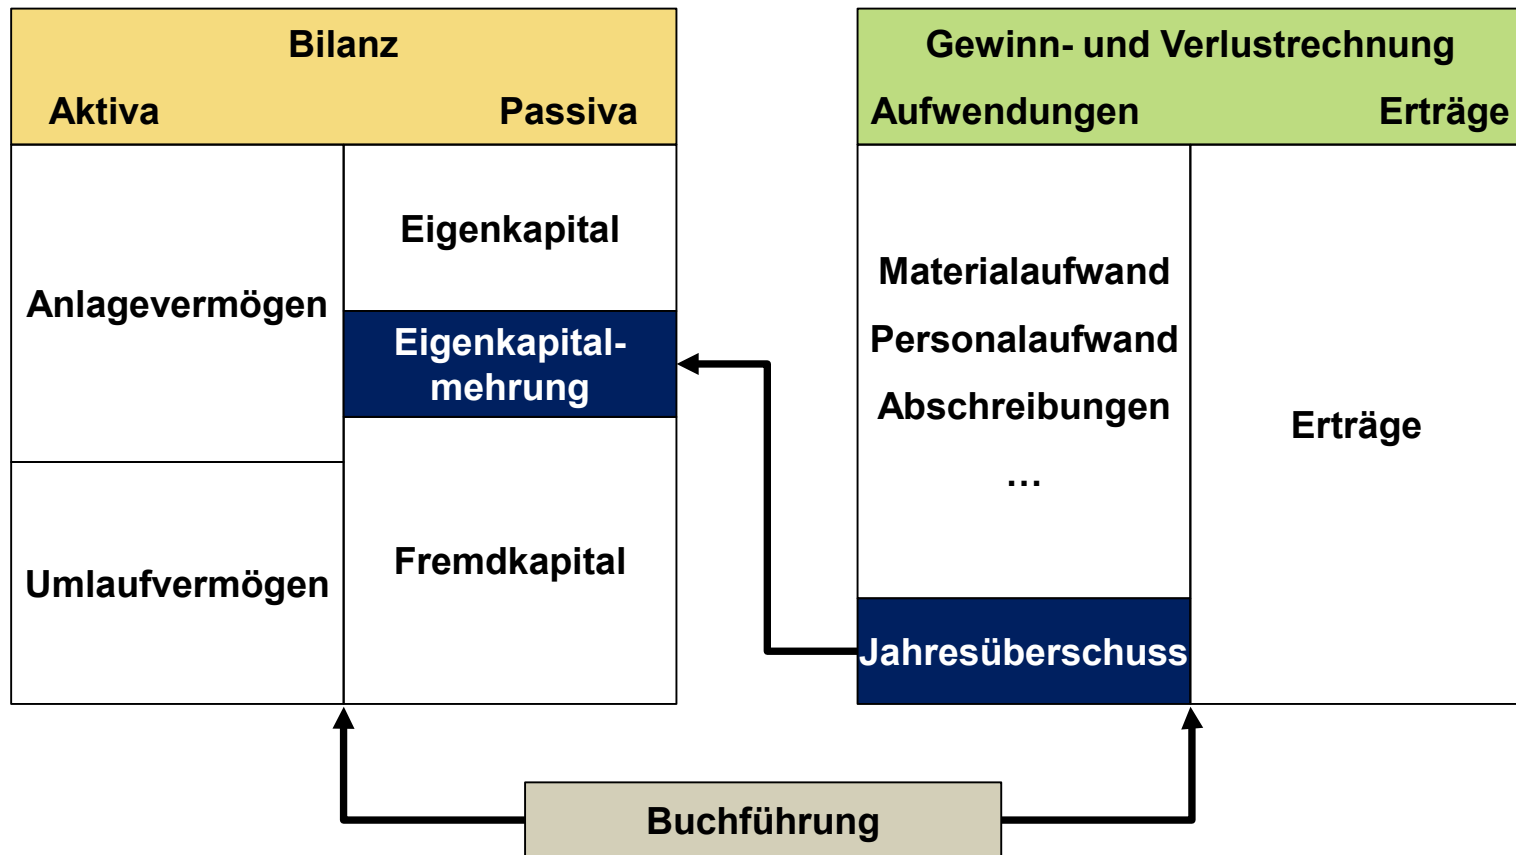 Bilanz
Aktiva Passiva
Anlagevermögen
Umlaufvermögen
Eigenkapital
Eigenkapital-
mehrung
Fremdkapital
Gewinn- und Verlustrechnung
Aufwendungen Erträge
Materialaufwand
Personalaufwand
Abschreibungen
…
Jahresüberschuss
Erträge
Buchführung